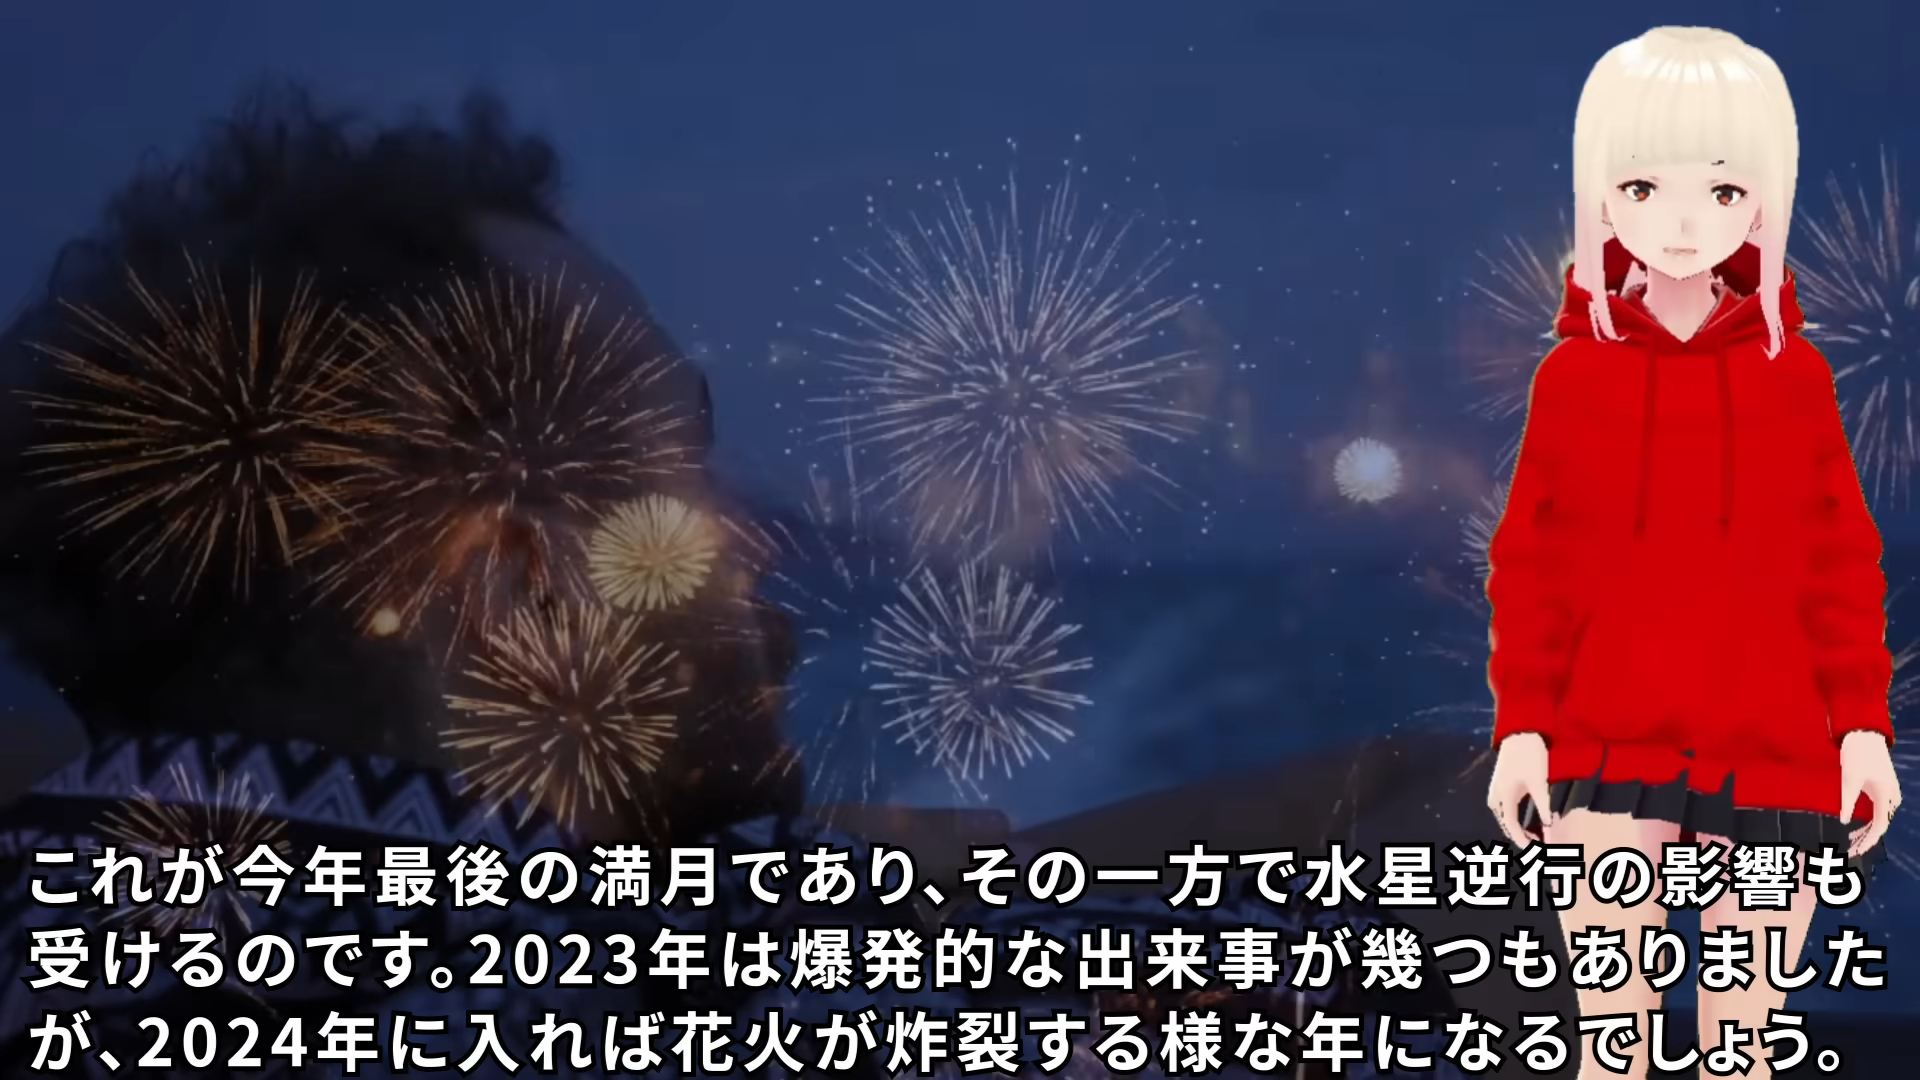 これが今年最後の満月であり、その一方で水星逆行の影響も
受けるのです。2023年は爆発的な出来事が幾つもありました
が、2024年に入れば花火が炸裂する様な年になるでしょう。